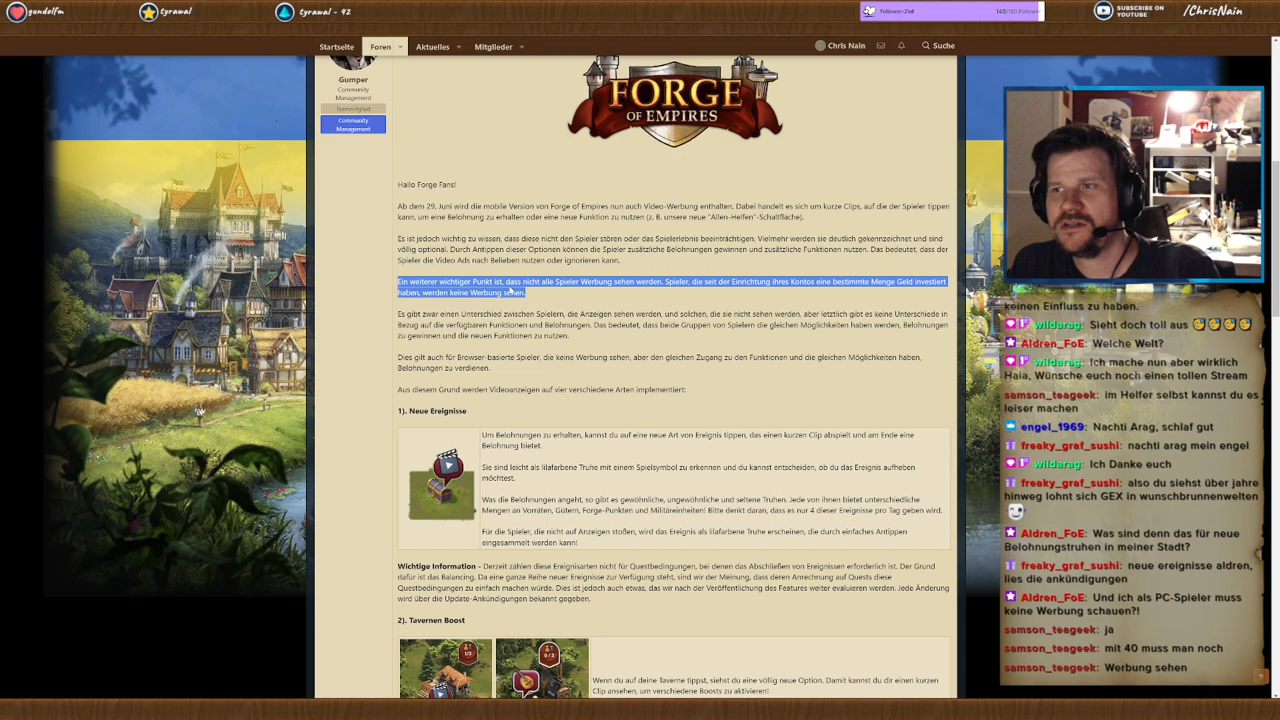 gundolfm
tyrawal
tyrawal - 42
Follower-Ziel
SUBSCRIBE ON
YOUTUBE
/ChrisNain
Startseite
Foren
Aktuelles
Mitglieder
Chris Nain
Suche
Gumper
Community
Management
Teammitglied
Community
Management
FORGE
OF EMPIRES
Hallo Forge Fans!
Ab dem 29. Juni wird die mobile Version von Forge of Empires nun auch Video-Werbung enthalten. Dabei handelt es sich um kurze Clips, auf die der Spieler tippen
kann, um eine Belohnung zu erhalten oder eine neue Funktion zu nutzen (z. B. unsere neue "Allen-Helfen"-Schaltfläche).
Es ist jedoch wichtig zu wissen, dass diese nicht den Spieler stören oder das Spielerlebnis beeinträchtigen. Vielmehr werden sie deutlich gekennzeichnet und sind
völlig optional. Durch Antippen dieser Optionen können die Spieler zusätzliche Belohnungen gewinnen und zusätzliche Funktionen nutzen. Das bedeutet, dass der
Spieler die Video Ads nach Belieben nutzen oder ignorieren kann.
Ein weiterer wichtiger Punkt ist, dass nicht alle Spieler Werbung sehen werden. Spieler, die seit der Einrichtung ihres Kontos eine bestimmte Menge Geld investiert
haben, werden keine Werbung sehen.
Es gibt zwar einen Unterschied zwischen Spielern, die Anzeigen sehen werden, und solchen, die sie nicht sehen werden, aber letztlich gibt es keine Unterschiede in
Bezug auf die verfügbaren Funktionen und Belohnungen. Das bedeutet, dass beide Gruppen von Spielern die gleichen Möglichkeiten haben werden, Belohnungen
zu gewinnen und die neuen Funktionen zu nutzen.
Dies gilt auch für Browser-basierte Spieler, die keine Werbung sehen, aber den gleichen Zugang zu den Funktionen und die gleichen Möglichkeiten haben,
Belohnungen zu verdienen.
Aus diesem Grund werden Videoanzeigen auf vier verschiedene Arten implementiert:
1). Neue Ereignisse
Um Belohnungen zu erhalten, kannst du auf eine neue Art von Ereignis tippen, das einen kurzen Clip abspielt und am Ende eine
Belohnung bietet.
Sie sind leicht als lilafarbene Truhe mit einem Spielsymbol zu erkennen und du kannst entscheiden, ob du das Ereignis aufheben
möchtest.
Was die Belohnungen angeht, so gibt es gewöhnliche, ungewöhnliche und seltene Truhen. Jede von ihnen bietet unterschiedliche
Mengen an Vorräten, Gütern, Forge-Punkten und Militäreinheiten! Bitte denkt daran, dass es nur 4 dieser Ereignisse pro Tag geben wird.
Für die Spieler, die nicht auf Anzeigen stoßen, wird das Ereignis als lilafarbene Truhe erscheinen, die durch einfaches Antippen
eingesammelt werden kann!
Wichtige Information - Derzeit zählen diese Ereignisarten nicht für Questbedingungen, bei denen das Abschließen von Ereignissen erforderlich ist. Der Grund
dafür ist das Balancing. Da eine ganze Reihe neuer Ereignisse zur Verfügung steht, sind wir der Meinung, dass deren Anrechnung auf Quests diese
Questbedingungen zu einfach machen würde. Dies ist jedoch auch etwas, das wir nach der Veröffentlichung des Features weiter evaluieren werden. Jede Änderung
wird über die Update-Ankündigungen bekannt gegeben.
2). Tavernen Boost
0 / 3
Wenn du auf deine Taverne tippst, siehst du eine völlig neue Option. Damit kannst du dir einen kurzen
Clip ansehen, um verschiedene Boosts zu aktivieren!
keinen Einfluss zu haben.
wildarag: Sieht doch toll aus
Aldren_FoE: Welche Welt?
wildarag: Ich mache nun aber wirklich
Haia, Wünsche euch noch einen tollen Stream
samson_teageek: im Helfer selbst kannst du es
leiser machen
engel_1969: Nachti Arag, schlaf gut
freaky_graf_sushi: nachti arag mein engel
wildarag: Ich Danke euch
freaky_graf_sushi: also du siehst über jahre
hinweg lohnt sich GEX in wunschbrunnenwelten
Aldren_FoE: Was sind denn das für neue
Belohnungstruhen in meiner Stadt?
freaky_graf_sushi: neue ereignisse aldren,
lies die ankündigungen
Aldren_FoE: Und ich als PC-Spieler muss
keine Werbung schauen?!
samson_teageek: ja
samson_teageek: mit 40 muss man noch
samson_teageek: Werbung sehen